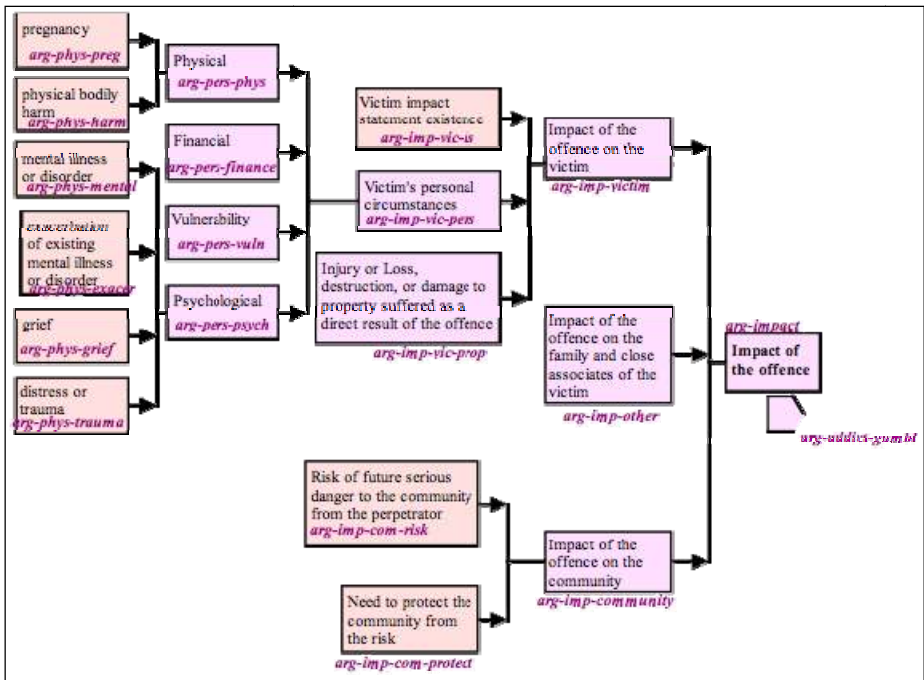 pregnancy
arg-phys-preg
physical bodily
harm
arg-phys-harm
mental illness
or disorder
arg-phys-mental
exacerbation
of existing
mental illness
or disorder
arg-phys-exacer
grief
arg-phys-grief
distress or
trauma
arg-phys-trauma
Physical
arg-pers-phys
Financial
arg-pers-finance
Vulnerability
arg-pers-vuln
Psychological
arg-pers-psych
Victim impact
statement existence
arg-imp-vic-is
Victim's personal
circumstances
arg-imp-vic-pers
Injury or Loss,
destruction, or damage to
property suffered as a
direct result of the offence
arg-imp-vic-prop
Risk of future serious
danger to the community
from the perpetrator
arg-imp-com-risk
Need to protect the
community from
the risk
arg-imp-com-protect
Impact of the
offence on the
victim
arg-imp-victim
Impact of the
offence on the
family and close
associates of the
victim
arg-imp-other
Impact of the
offence on the
community
arg-imp-community
arg-impact
Impact of
the offence